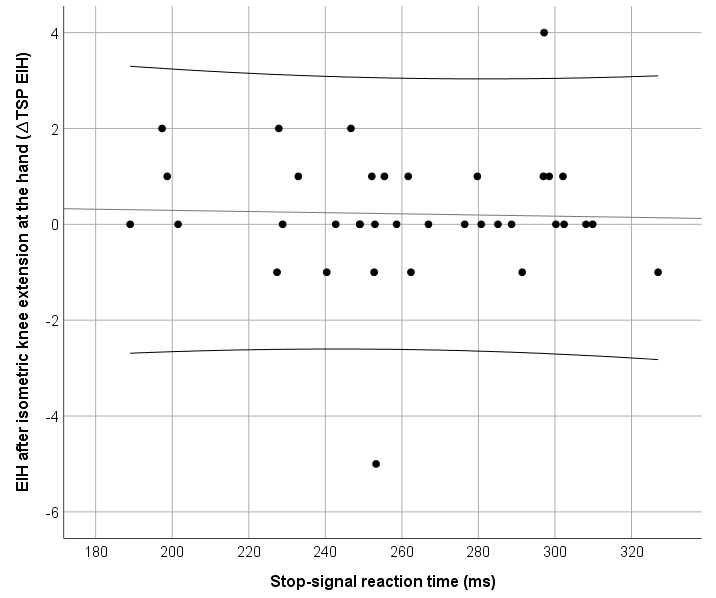 EIH after isometric knee extension at the hand (△TSP EIH)
4
2
0
-2
-4
-6
180 200 220 240 260 280 300 320
Stop-signal reaction time (ms)